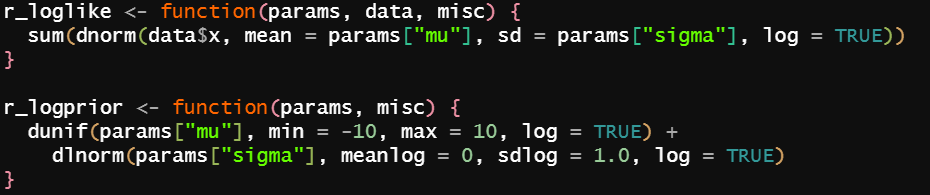 r_loglike <- function(params, data, misc) {
  sum(dnorm(data$x, mean = params["mu"], sd = params["sigma"], log = TRUE))
}

r_logprior <- function(params, misc) {
  dunif(params["mu"], min = -10, max = 10, log = TRUE) +
    dlnorm(params["sigma"], meanlog = 0, sdlog = 1.0, log = TRUE)
}